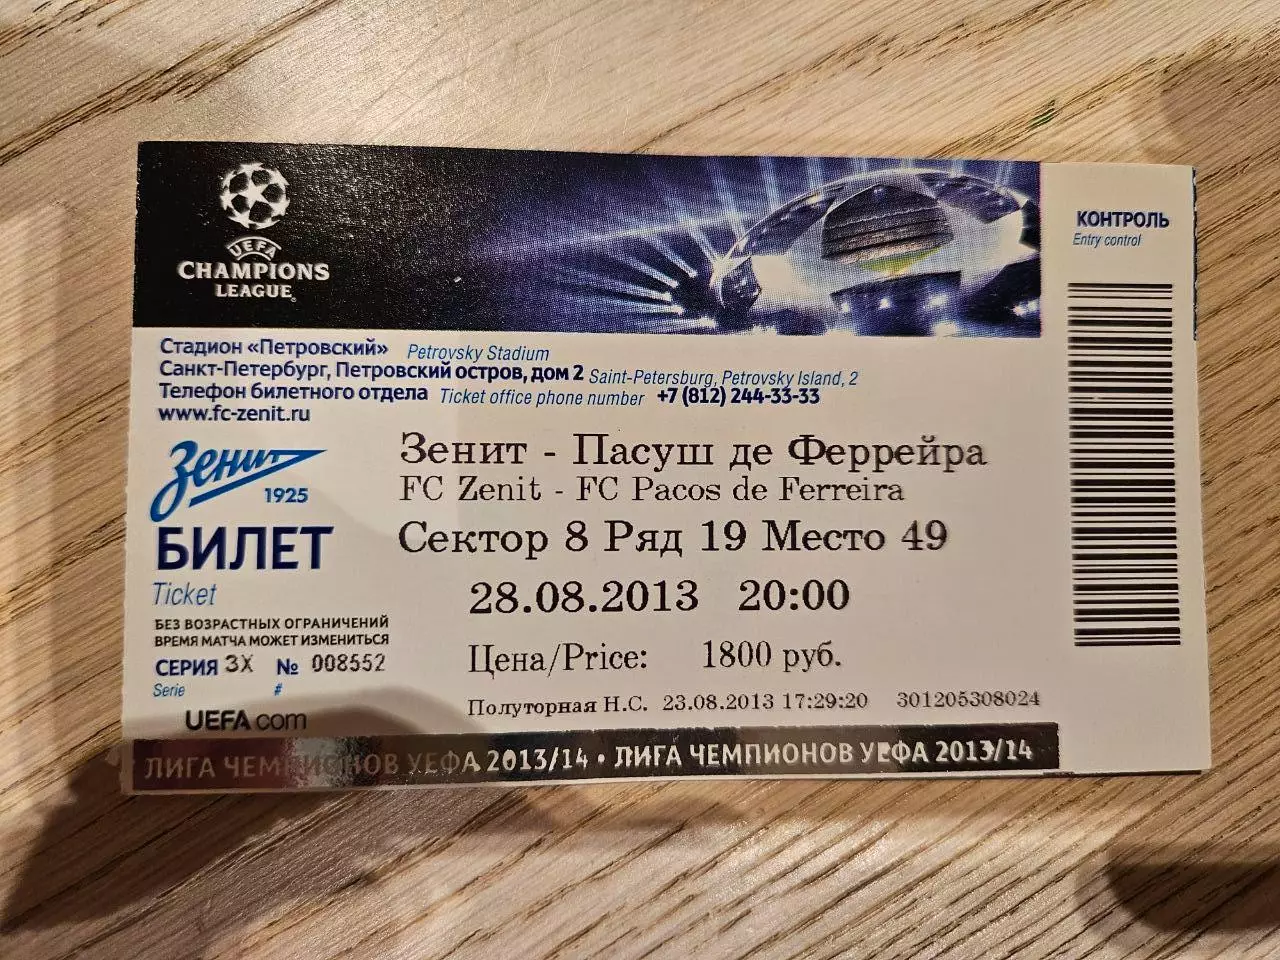 UEFA
CHAMPIONS
LEAGUE
КОНТРОЛЬ
Entry control
Стадион «Петровский» Petrovsky Stadium
Санкт-Петербург, Петровский остров, дом 2 Saint-Petersburg, Petrovsky Island, 2
Телефон билетного отдела Ticket office phone number +7 (812) 244-33-33
www.fc-zenit.ru
Зенит 1925
Зенит - Пасуш де Феррейра
FC Zenit - FC Pacos de Ferreira
БИЛЕТ
Ticket
Сектор 8 Ряд 19 Место 49
28.08.2013 20:00
БЕЗ ВОЗРАСТНЫХ ОГРАНИЧЕНИЙ
ВРЕМЯ МАТЧА МОЖЕТ ИЗМЕНИТЬСЯ
СЕРИЯ ЗХ № 008552
Serie #
Цена/Price: 1800 руб.
Полуторная Н.С. 23.08.2013 17:29:20 301205308024
UEFA.com
ЛИГА ЧЕМПИОНОВ УЕФА 2013/14 • ЛИГА ЧЕМПИОНОВ УЕФА 2013/14